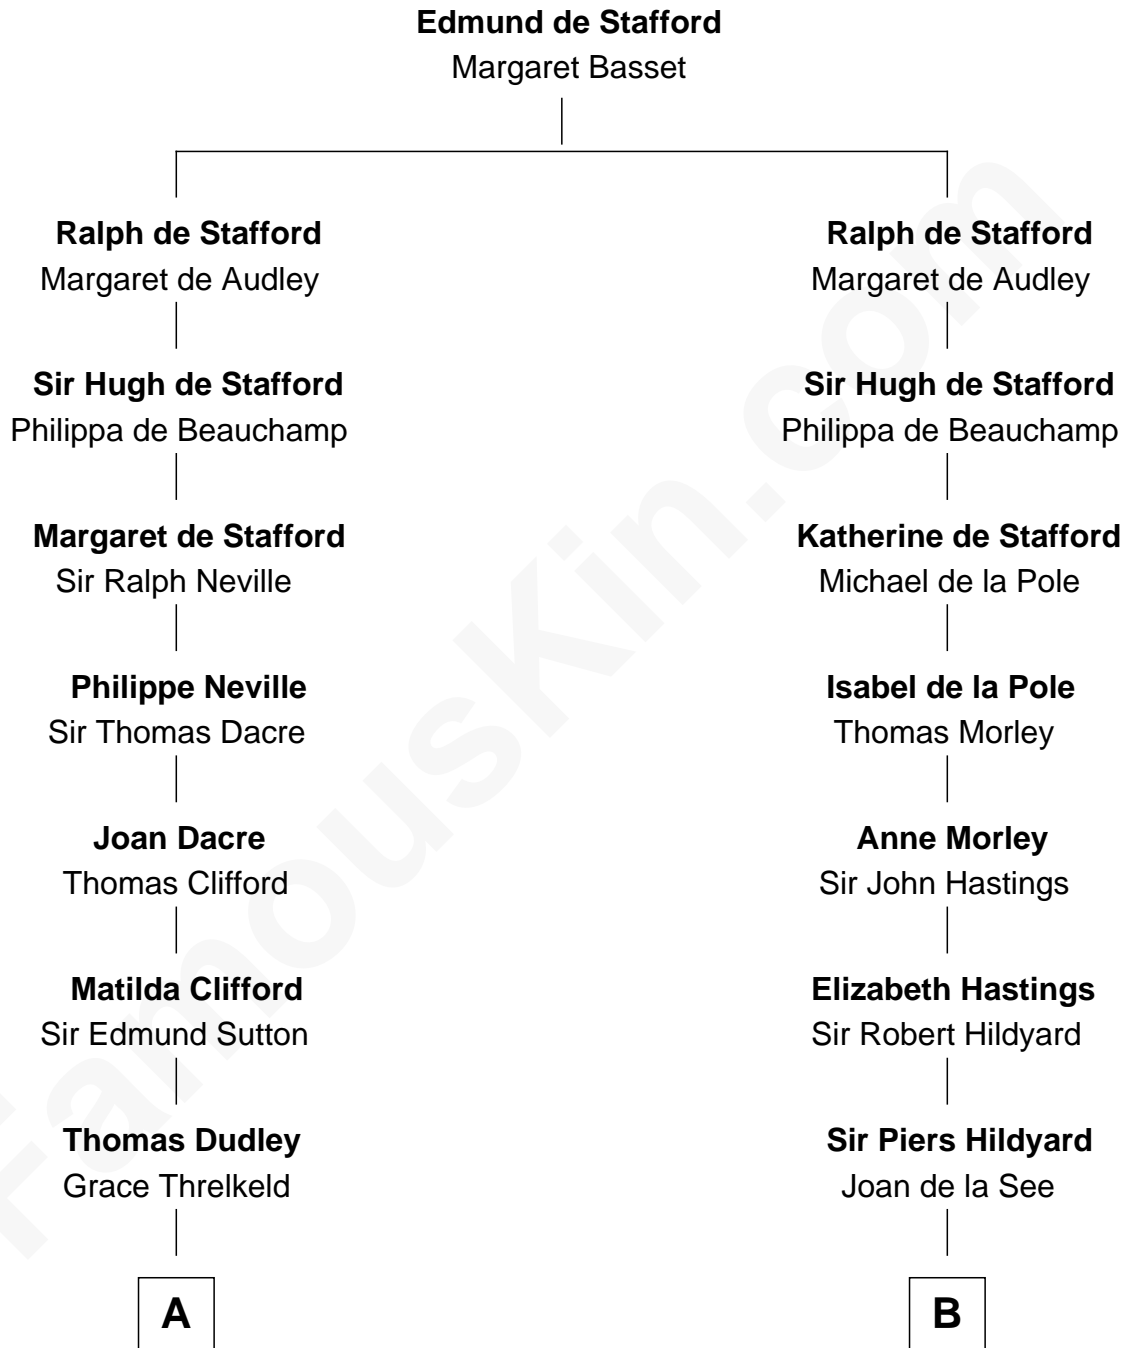 Edmund de Stafford
Margaret Basset
Ralph de Stafford
Margaret de Audley
Sir Hugh de Stafford
Philippa de Beauchamp
Margaret de Stafford
Sir Ralph Neville
Philippe Neville
Sir Thomas Dacre
Joan Dacre
Thomas Clifford
Matilda Clifford
Sir Edmund Sutton
Thomas Dudley
Grace Threlkeld
A
Ralph de Stafford
Margaret de Audley
Sir Hugh de Stafford
Philippa de Beauchamp
Katherine de Stafford
Michael de la Pole
Isabel de la Pole
Thomas Morley
Anne Morley
Sir John Hastings
Elizabeth Hastings
Sir Robert Hildyard
Sir Piers Hildyard
Joan de la See
B
FamousKin.com